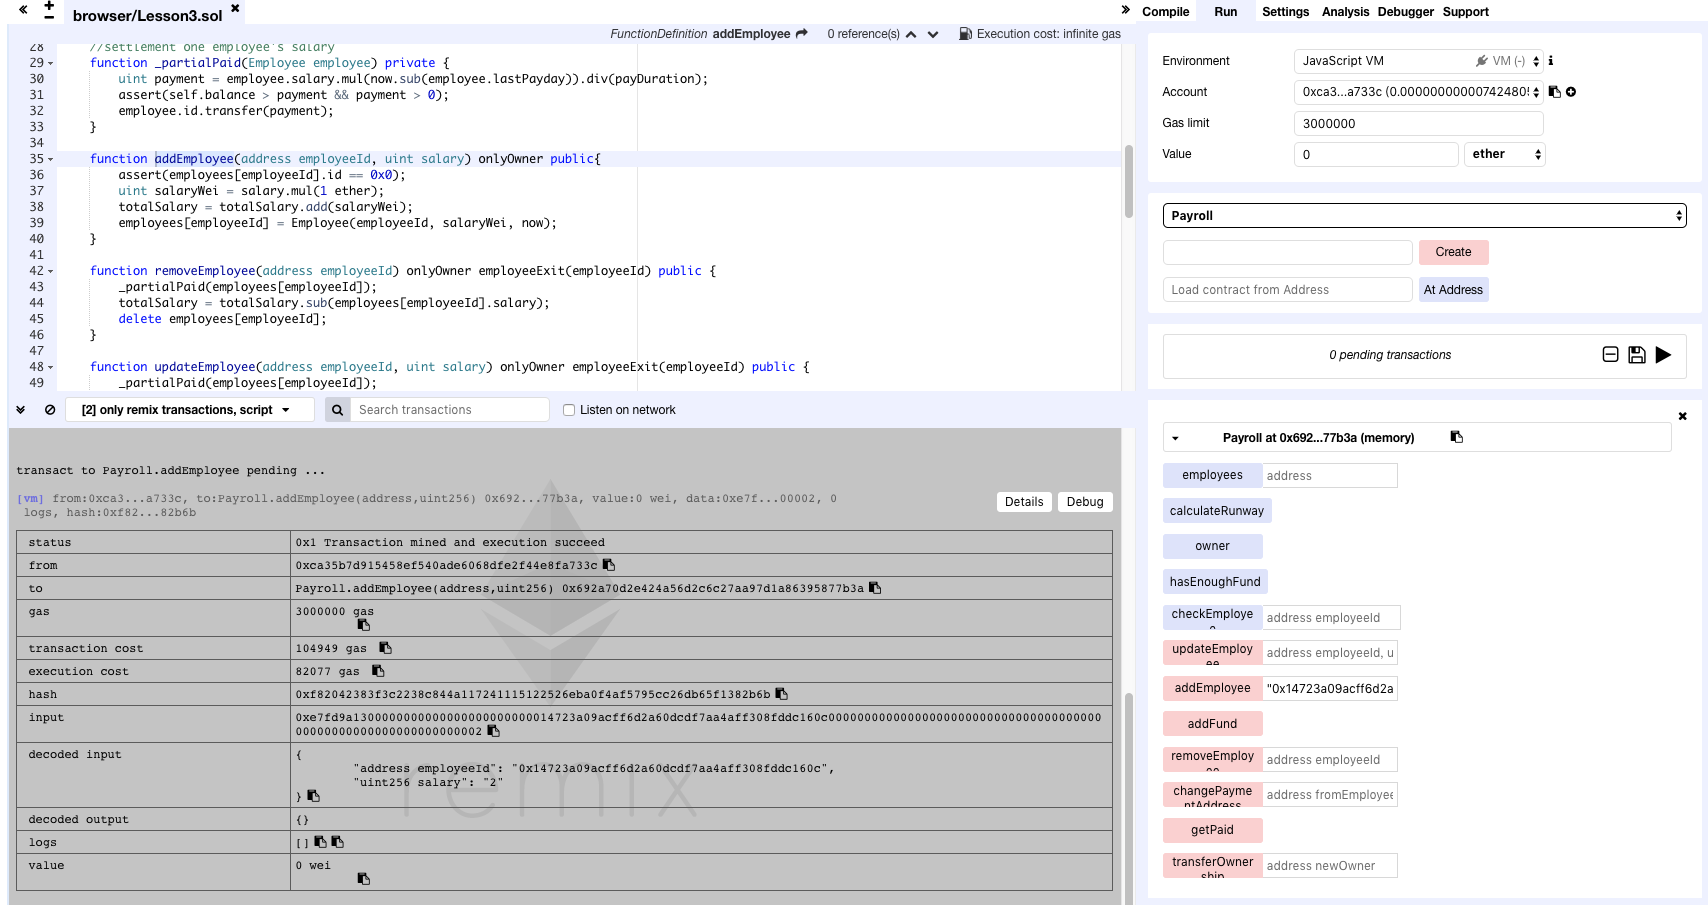 browser/Lesson3.sol
FunctionDefinition addEmployee 0 reference(s) Execution cost: infinite gas
28 //settlement one employee's salary
29 function _partialPaid(Employee employee) private {
30 uint payment = employee.salary.mul(now.sub(employee.lastPayday)).div(payDuration);
31 assert(self.balance > payment && payment > 0);
32 employee.id.transfer(payment);
33 }
34
35 function addEmployee(address employeeId, uint salary) onlyOwner public{
36 assert(employees[employeeId].id == 0x0);
37 uint salaryWei = salary.mul(1 ether);
38 totalSalary = totalSalary.add(salaryWei);
39 employees[employeeId] = Employee(employeeId, salaryWei, now);
40 }
41
42 function removeEmployee(address employeeId) onlyOwner employeeExit(employeeId) public {
43 _partialPaid(employees[employeeId]);
44 totalSalary = totalSalary.sub(employees[employeeId].salary);
45 delete employees[employeeId];
46 }
47
48 function updateEmployee(address employeeId, uint salary) onlyOwner employeeExit(employeeId) public {
49 _partialPaid(employees[employeeId]);
[2] only remix transactions, script
Search transactions
Listen on network
transact to Payroll.addEmployee pending ...
[vm] from:0xca3...a733c, to:Payroll.addEmployee(address,uint256) 0x692...77b3a, value:0 wei, data:0xe7f...00002, 0
logs, hash:0xf82...82b6b
Details Debug
status 0x1 Transaction mined and execution succeed
from 0xca35b7d915458ef540ade6068dfe2f44e8fa733c
to Payroll.addEmployee(address,uint256) 0x692a70d2e424a56d2c6c27aa97d1a86395877b3a
gas 3000000 gas
transaction cost 104949 gas
execution cost 82077 gas
hash 0xf82042383f3c2238c844a117241115122526eba0f4af5795cc26db65f1382b6b
input 0xe7fd9a1300000000000000000000000014723a09acff6d2a60dcdf7aa4aff308fddc160c00000000000000000000000000000000000000
00000000000000000000000002
decoded input {
"address employeeId": "0x14723a09acff6d2a60dcdf7aa4aff308fddc160c",
"uint256 salary": "2"
}
decoded output {}
logs []
value 0 wei
remix
Compile Run Settings Analysis Debugger Support
Environment JavaScript VM VM (-)
Account 0xca3...a733c (0.00000000000742480
Gas limit 3000000
Value 0 ether
Payroll
Create
Load contract from Address At Address
0 pending transactions
Payroll at 0x692...77b3a (memory)
employees address
calculateRunway
owner
hasEnoughFund
checkEmploye
e address employeeId
updateEmploy
ee address employeeId, u
addEmployee "0x14723a09acff6d2a
addFund
removeEmploy
ee address employeeId
changePayme
ntAddress address fromEmployee
getPaid
transferOwner
ship address newOwner